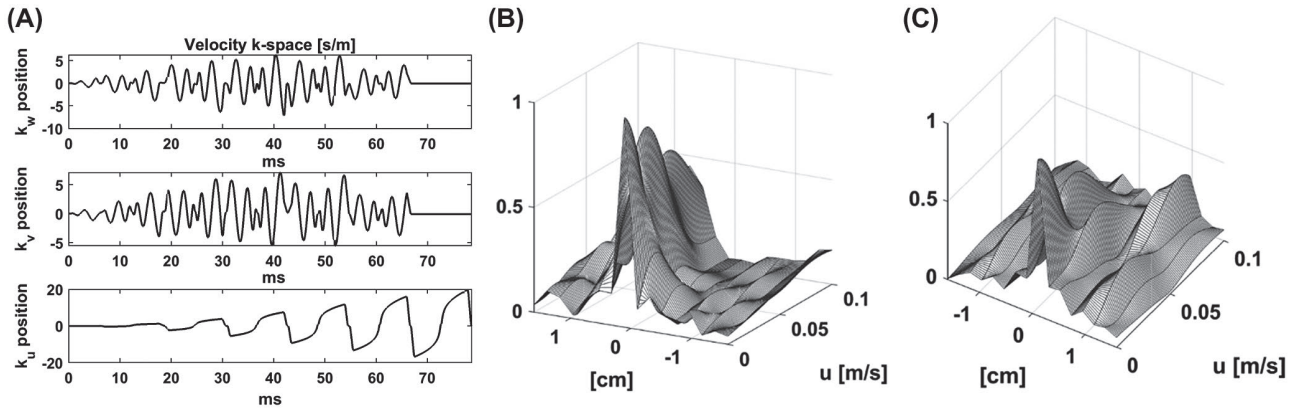 (A)
Velocity k-space [s/m]
k_w position
5
0
-5
-10
0 10 20 30 40 50 60 70
ms
k_v position
5
0
-5
0 10 20 30 40 50 60 70
ms
k_u position
20
0
-20
0 10 20 30 40 50 60 70
ms
(B)
1
0.5
0
1 0 -1
[cm]
0 0.05 0.1
u [m/s]
(C)
1
0.5
0
-1 0 1
[cm]
0 0.05 0.1
u [m/s]